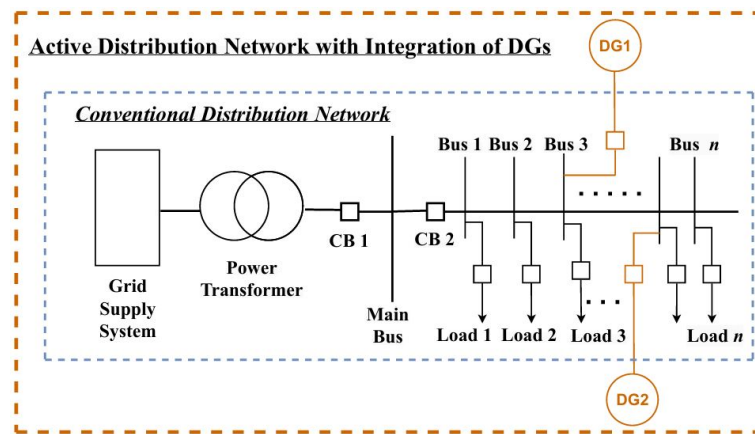 DG1
Active Distribution Network with Integration of DGs
Conventional Distribution Network
Bus 1 Bus 2 Bus 3 Bus n
CB 1 CB 2
Grid
Supply
System
Power
Transformer
Main
Bus
Load 1 Load 2 Load 3 Load n
DG2